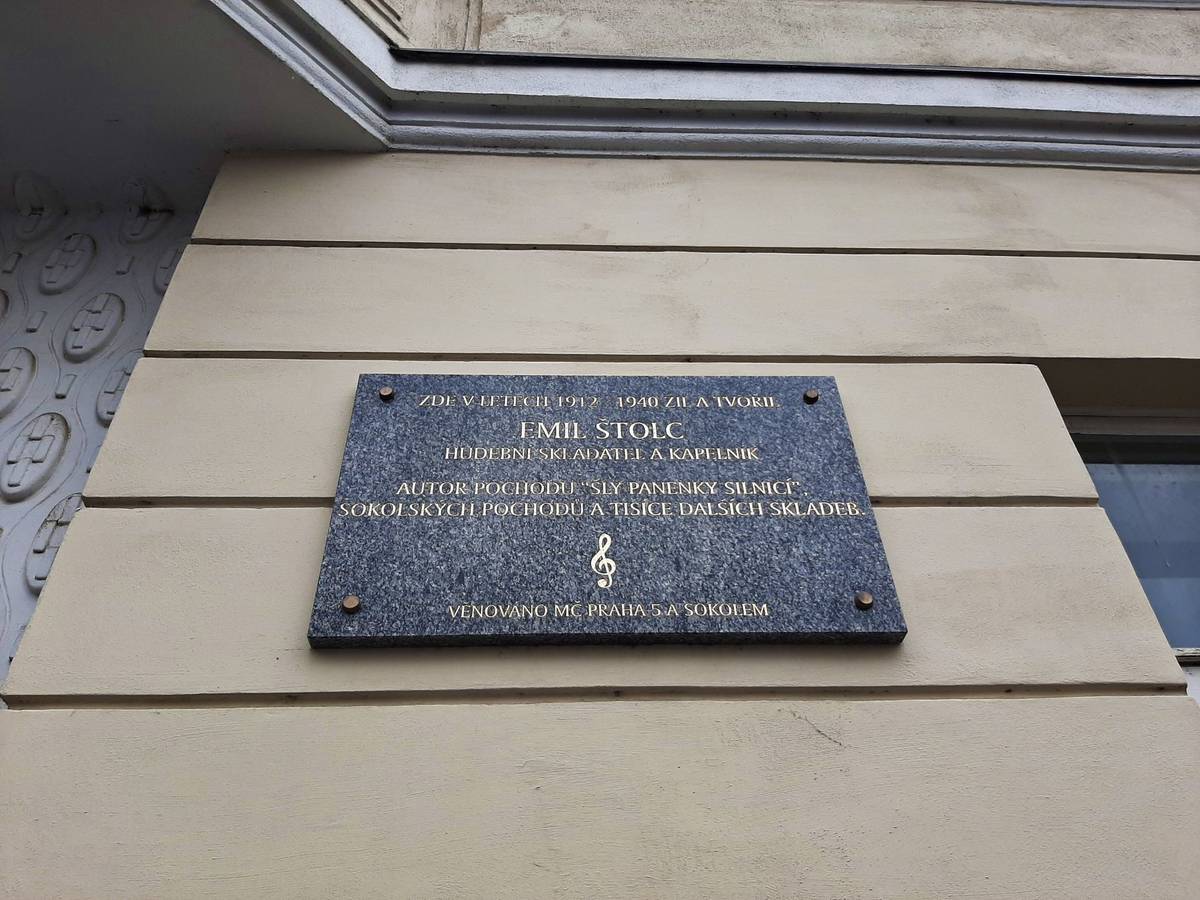 ZDE V LETECH 1912 - 1940 ŽIL A TVOŘIL
EMIL ŠTOLC
HUDEBNÍ SKLADATEL A KAPELNÍK
AUTOR POCHODU "ŠLY PANENKY SILNICÍ",
SOKOLSKÝCH POCHODŮ A TISÍCE DALŠÍCH SKLADEB.
VĚNOVÁNO MČ PRAHA 5 A SOKOLEM